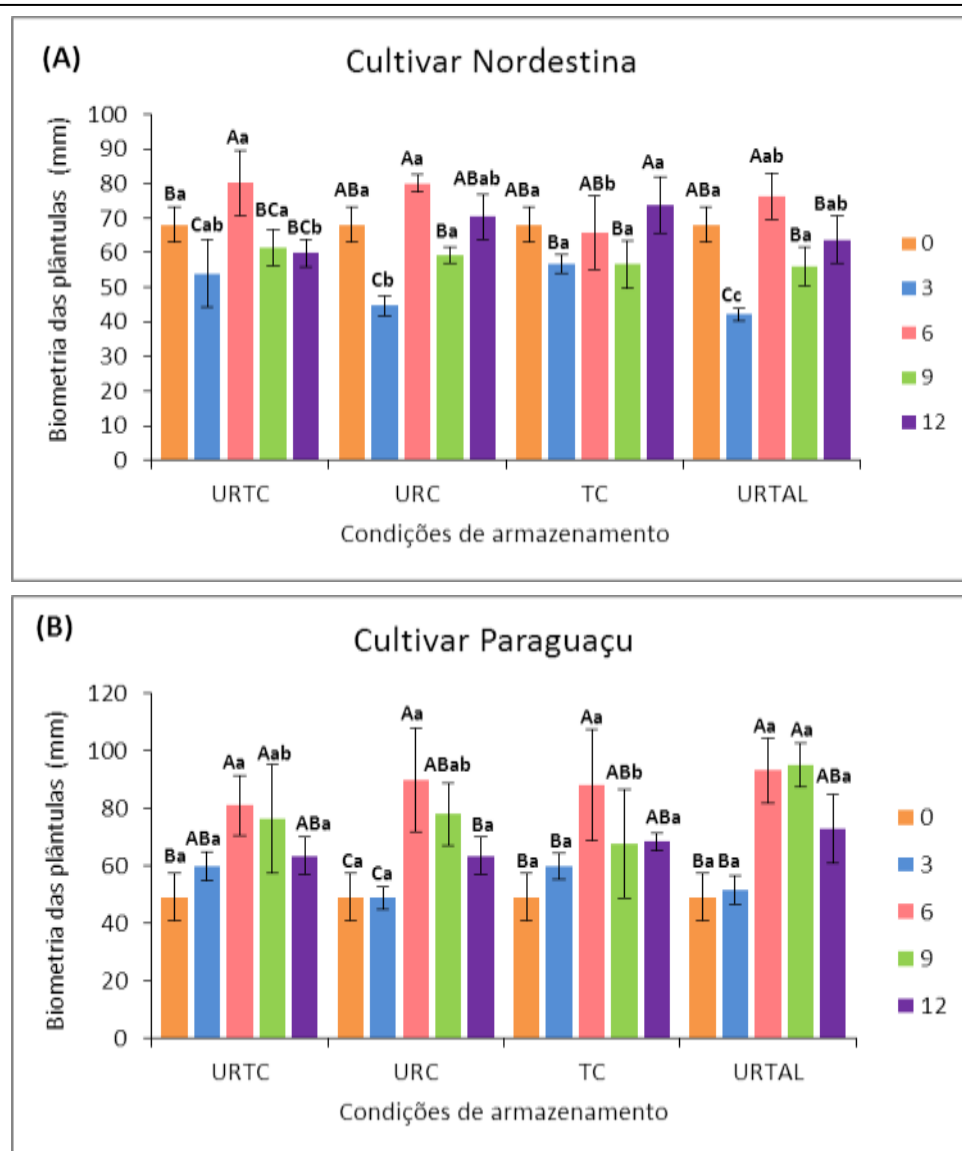 (A)
Cultivar Nordestina
Biometria das plântulas (mm)
100
90
80
70
60
50
40
30
20
10
0
Ba Cab Aa BCa BCb
ABa Cb Aa Ba ABab
ABa Ba ABb Ba Aa
ABa Cc Aab Ba Bab
0
3
6
9
12
URTC URC TC URTAL
Condições de armazenamento
(B)
Cultivar Paraguaçu
Biometria das plântulas (mm)
120
100
80
60
40
20
0
Ba ABa Aa Aab ABa
Ca Ca Aa ABab Ba
Ba Ba Aa ABb ABa
Ba Ba Aa Aa ABa
0
3
6
9
12
URTC URC TC URTAL
Condições de armazenamento